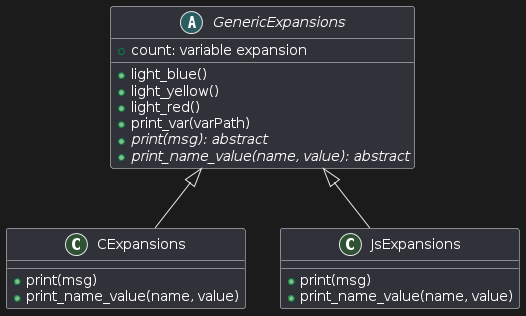 A GenericExpansions
count: variable expansion
light_blue()
light_yellow()
light_red()
print_var(varPath)
print(msg): abstract
print_name_value(name, value): abstract
C CExpansions
print(msg)
print_name_value(name, value)
C JsExpansions
print(msg)
print_name_value(name, value)